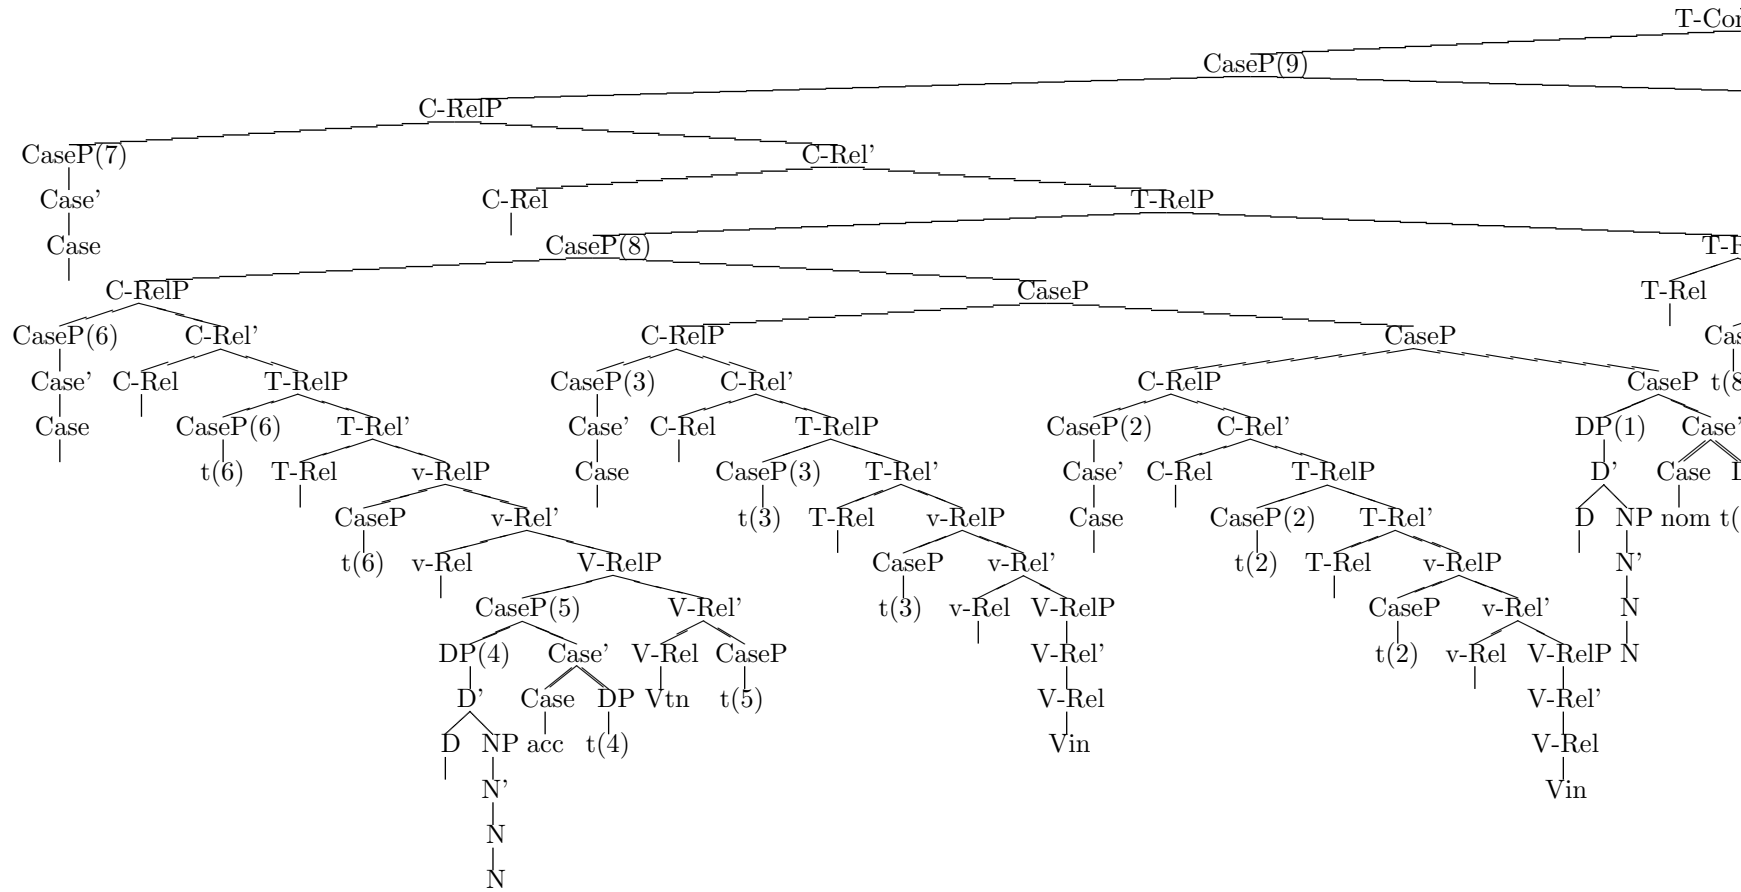 T-Con
CaseP(9)
C-RelP
CaseP(7) C-Rel'
Case' C-Rel T-RelP
Case CaseP(8) T-R
C-RelP CaseP T-Rel
CaseP(6) C-Rel' C-RelP CaseP Cas
Case' C-Rel T-RelP CaseP(3) C-Rel' C-RelP CaseP t(8
Case CaseP(6) T-Rel' Case' C-Rel T-RelP CaseP(2) C-Rel' DP(1) Case'
t(6) T-Rel v-RelP Case CaseP(3) T-Rel' Case' C-Rel T-RelP D' Case D
CaseP v-Rel' t(3) T-Rel v-RelP Case CaseP(2) T-Rel' D NP nom t(
t(6) v-Rel V-RelP CaseP v-Rel' t(2) T-Rel v-RelP N'
CaseP(5) V-Rel' t(3) v-Rel V-RelP CaseP v-Rel' N
DP(4) Case' V-Rel CaseP V-Rel' t(2) v-Rel V-RelP N
D' Case DP Vtn t(5) V-Rel V-Rel'
D NP acc t(4) Vin V-Rel
N' Vin
N
N